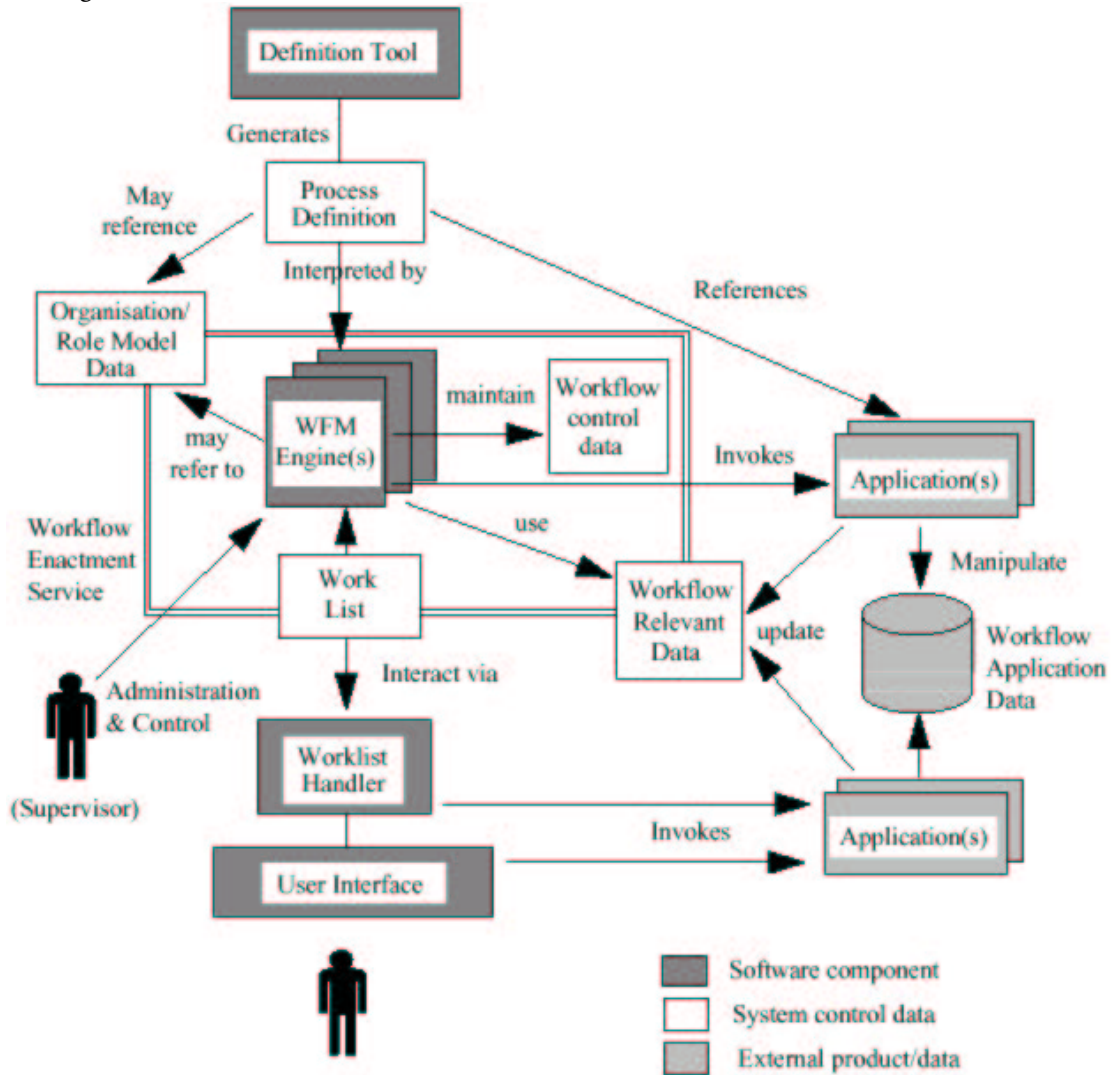 Definition Tool
Generates
Process
Definition
May
reference
Interpreted by
References
Organisation/
Role Model
Data
WFM
Engine(s)
maintain
Workflow
control
data
may
refer to
Invokes
Application(s)
use
Workflow
Enactment
Service
Work
List
Workflow
Relevant
Data
update
Manipulate
Workflow
Application
Data
Interact via
Administration
& Control
(Supervisor)
Worklist
Handler
Invokes
Application(s)
User Interface
Software component
System control data
External product/data